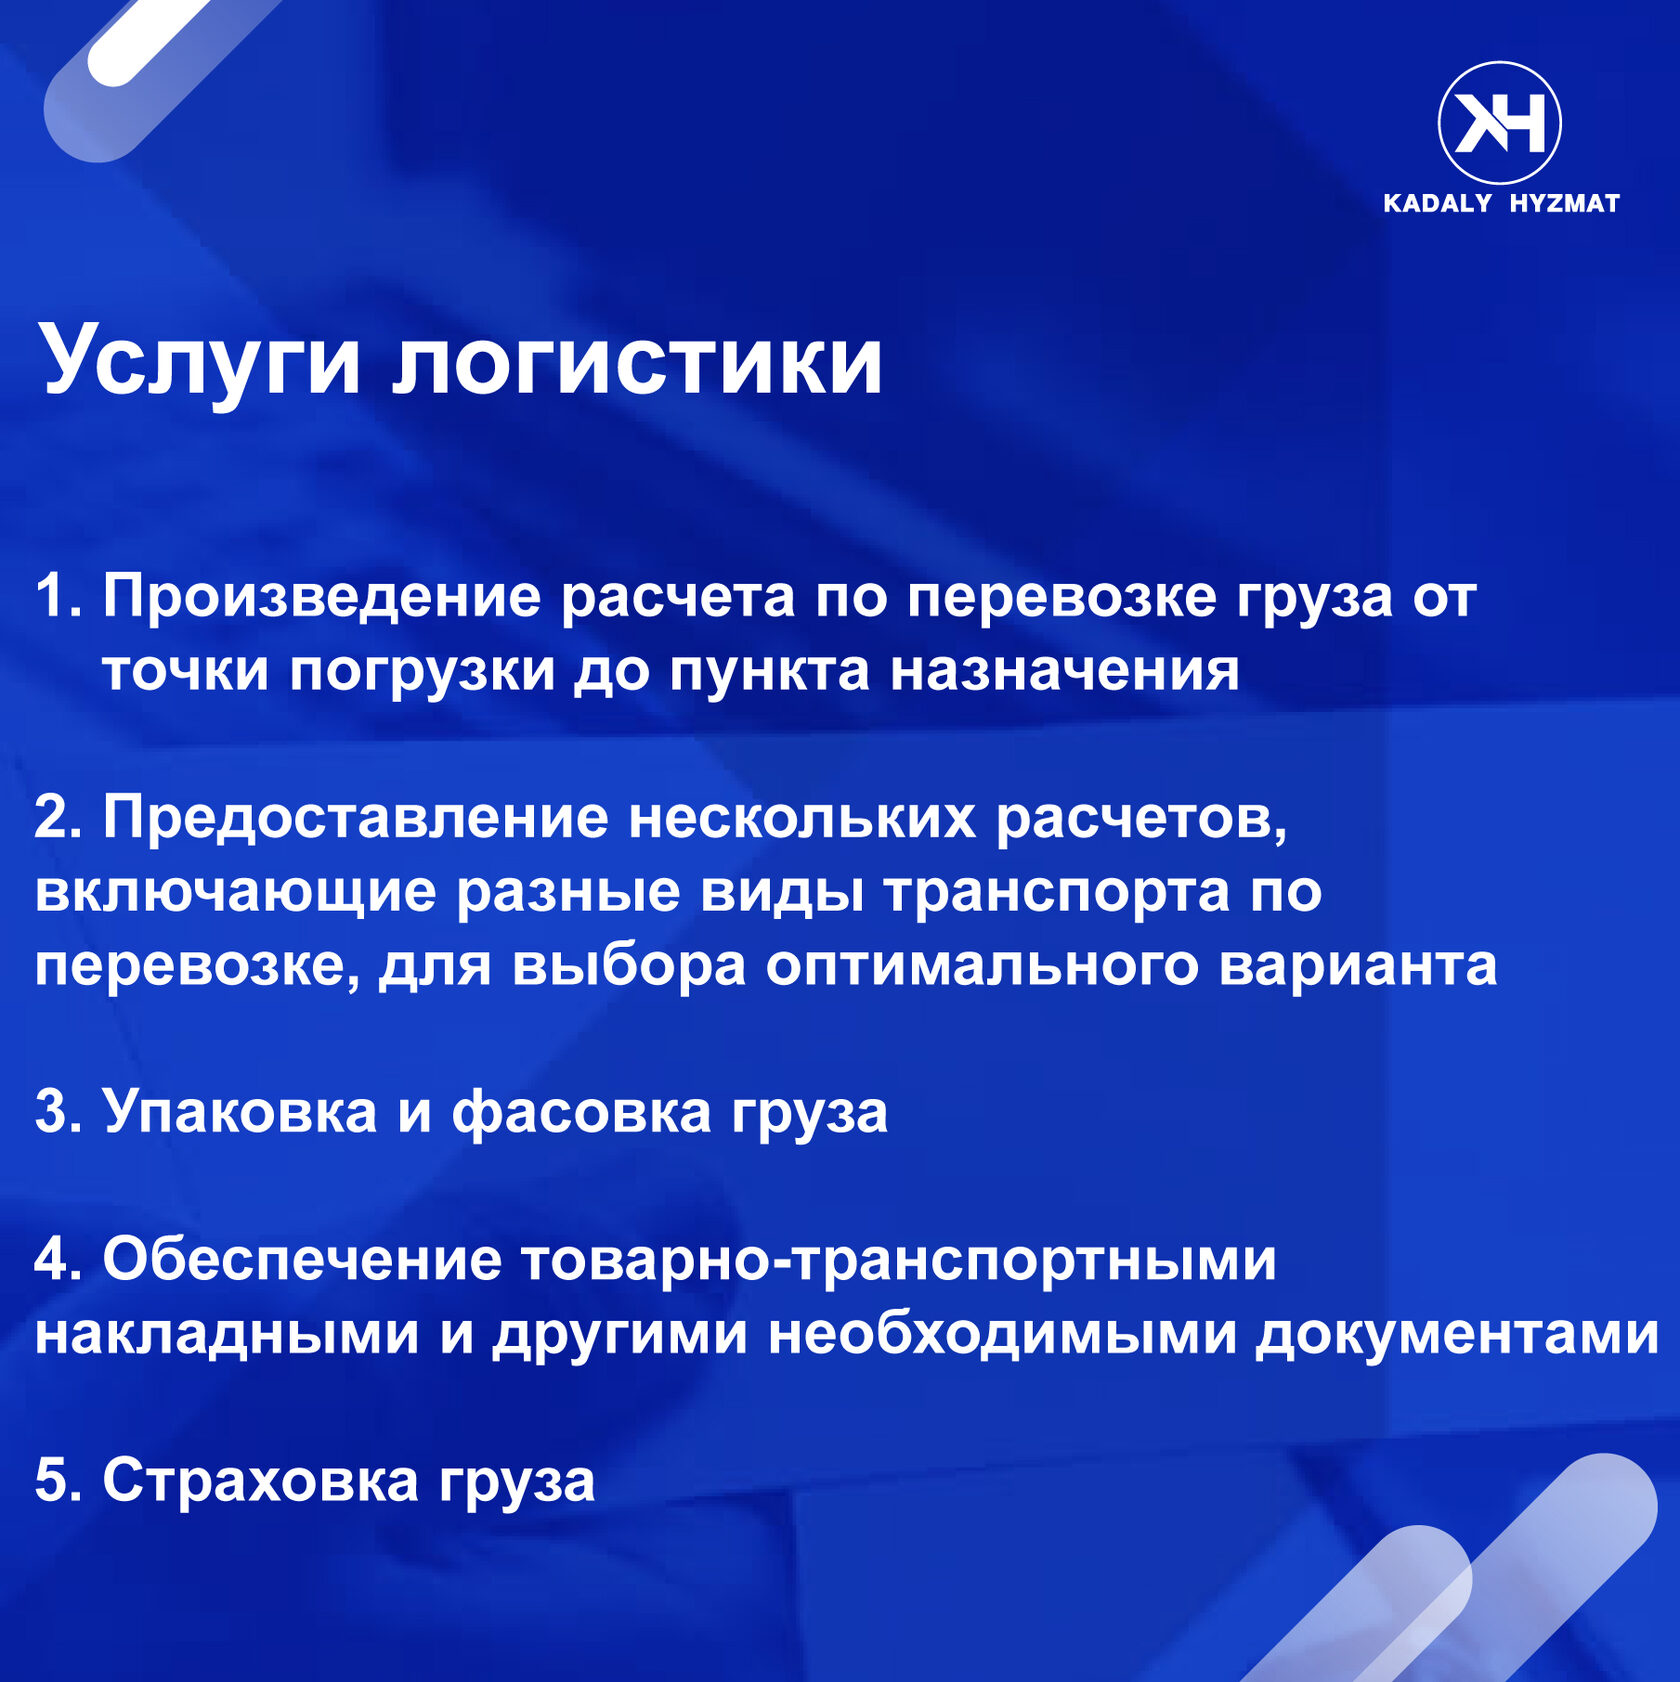 KH
KADALY HYZMAT
Услуги логистики
1. Произведение расчета по перевозке груза от
точки погрузки до пункта назначения
2. Предоставление нескольких расчетов,
включающие разные виды транспорта по
перевозке, для выбора оптимального варианта
3. Упаковка и фасовка груза
4. Обеспечение товарно-транспортными
накладными и другими необходимыми документами
5. Страховка груза